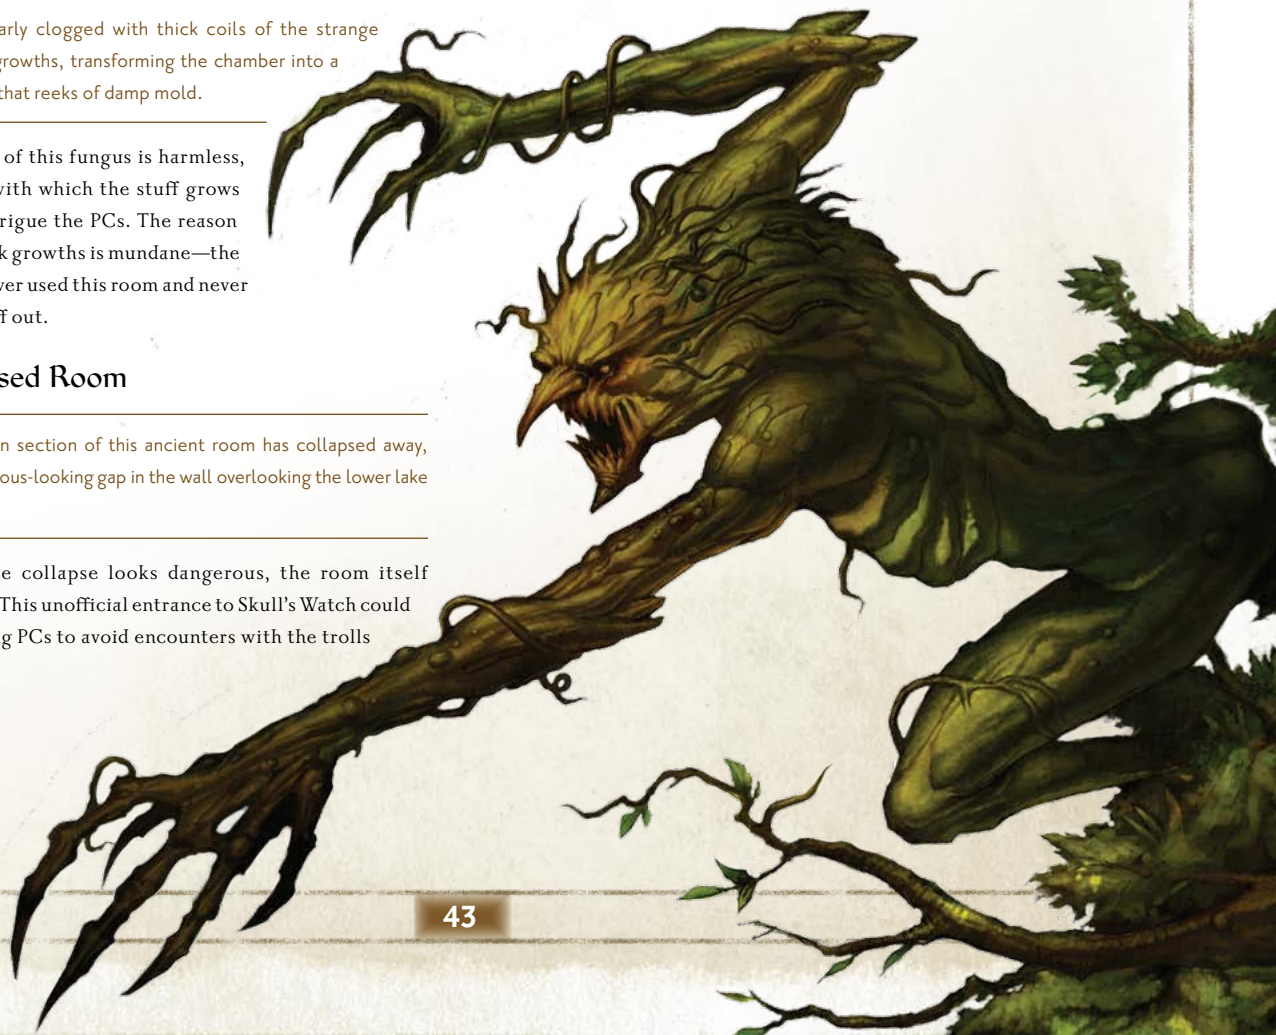 arly clogged with thick coils of the strange
growths, transforming the chamber into a
that reeks of damp mold.
of this fungus is harmless,
with which the stuff grows
rigue the PCs. The reason
k growths is mundane—the
ver used this room and never
ff out.
sed Room
n section of this ancient room has collapsed away,
ous-looking gap in the wall overlooking the lower lake
e collapse looks dangerous, the room itself
This unofficial entrance to Skull’s Watch could
g PCs to avoid encounters with the trolls
43